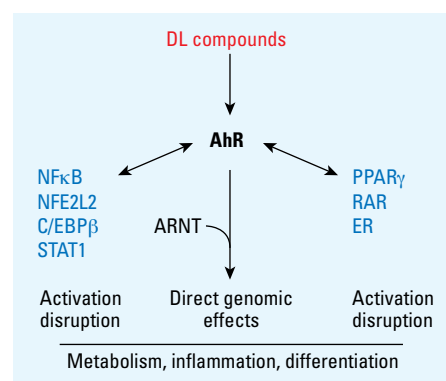 DL compounds
AhR
NFκB
NFE2L2
C/EBPβ
STAT1
ARNT
PPARγ
RAR
ER
Activation
disruption
Direct genomic
effects
Activation
disruption
Metabolism, inflammation, differentiation